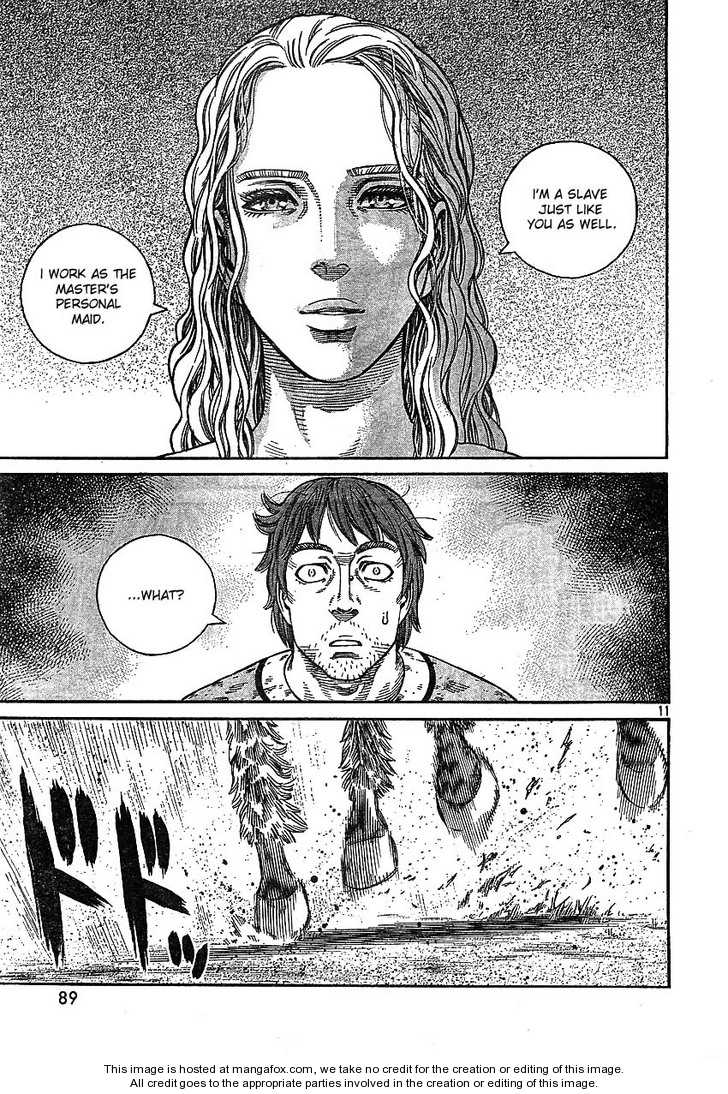 I'M A SLAVE
JUST LIKE
YOU AS WELL.
I WORK AS THE
MASTER'S
PERSONAL
MAID.
...WHAT?
11
ドドッ
89
This image is hosted at mangafox.com, we take no credit for the creation or editing of this image.
All credit goes to the appropriate parties involved in the creation or editing of this image.